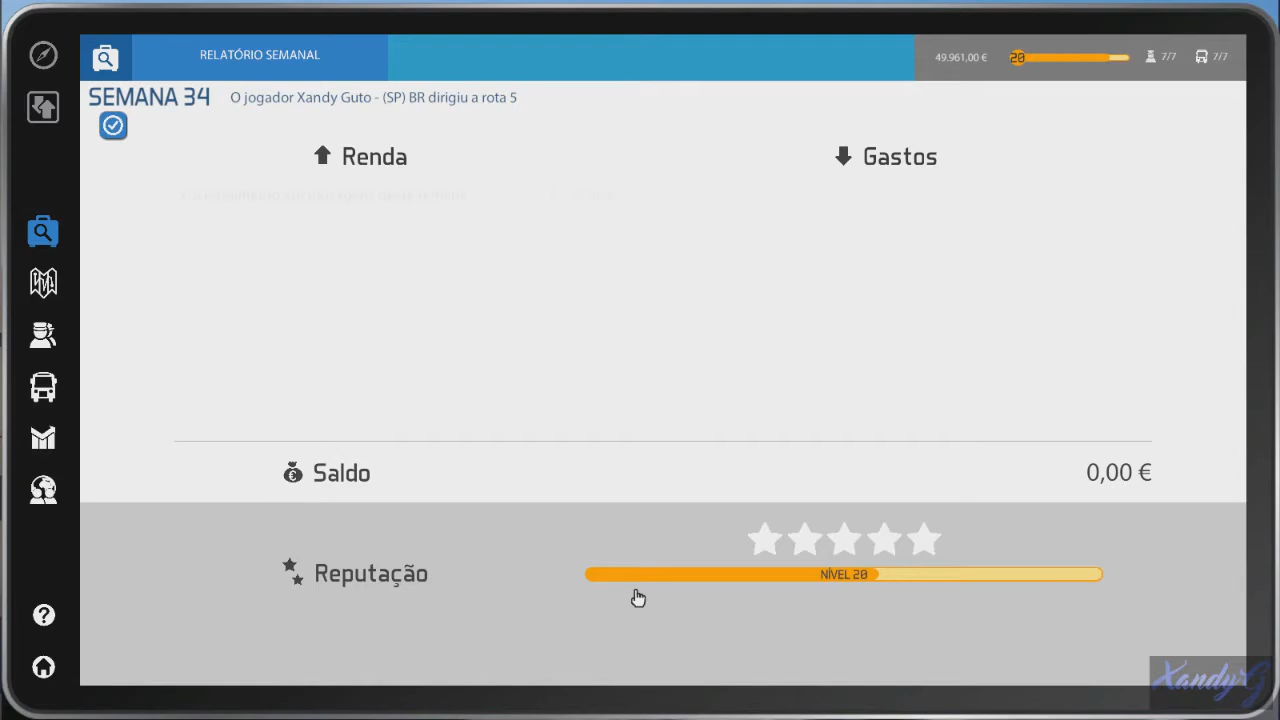 RELATÓRIO SEMANAL
49.961,00 €
20
7/7
7/7
SEMANA 34
O jogador Xandy Guto - (SP) BR dirigiu a rota 5
Renda
Gastos
Saldo
0,00 €
Reputação
NÍVEL 20
XandyG